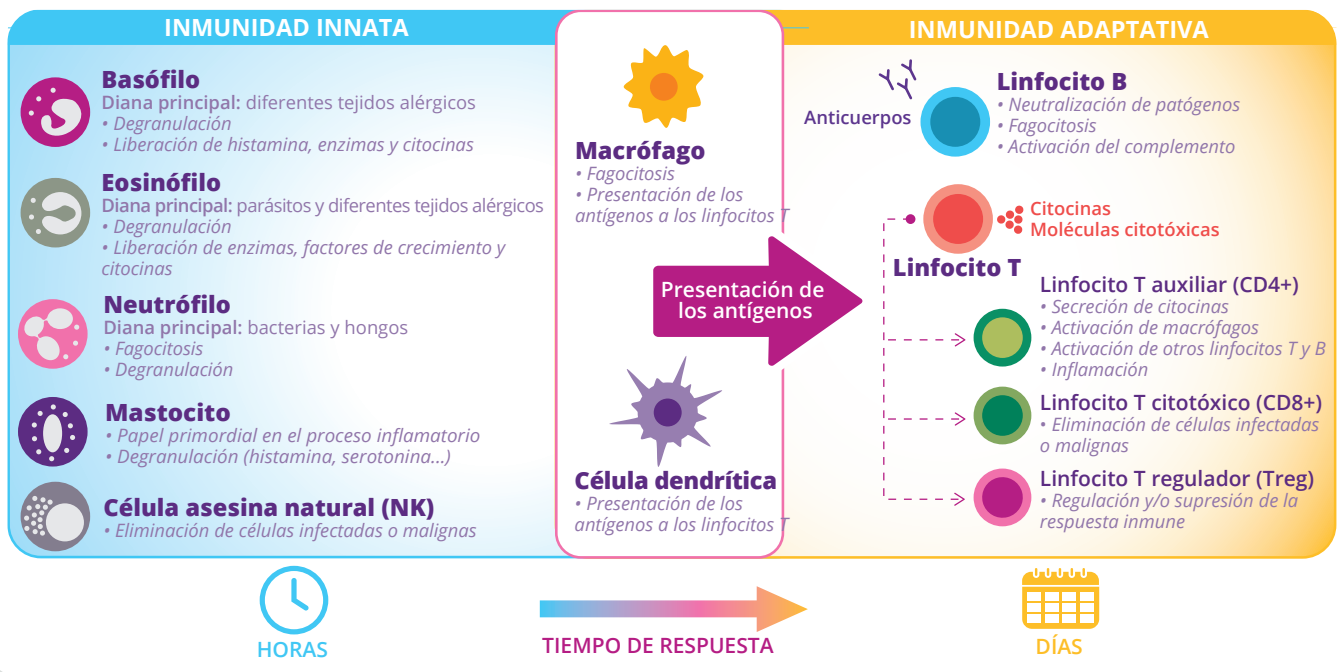 INMUNIDAD INNATA
Basófilo
Diana principal: diferentes tejidos alérgicos
• Degranulación
• Liberación de histamina, enzimas y citocinas
Eosinófilo
Diana principal: parásitos y diferentes tejidos alérgicos
• Degranulación
• Liberación de enzimas, factores de crecimiento y
citocinas
Neutrófilo
Diana principal: bacterias y hongos
• Fagocitosis
• Degranulación
Mastocito
• Papel primordial en el proceso inflamatorio
• Degranulación (histamina, serotonina...)
Célula asesina natural (NK)
• Eliminación de células infectadas o malignas
Macrófago
• Fagocitosis
• Presentación de los
antígenos a los linfocitos T
Presentación de
los antígenos
Célula dendrítica
• Presentación de los
antígenos a los linfocitos T
INMUNIDAD ADAPTATIVA
Anticuerpos
Linfocito B
• Neutralización de patógenos
• Fagocitosis
• Activación del complemento
Citocinas
Moléculas citotóxicas
Linfocito T
Linfocito T auxiliar (CD4+)
• Secreción de citocinas
• Activación de macrófagos
• Activación de otros linfocitos T y B
• Inflamación
Linfocito T citotóxico (CD8+)
• Eliminación de células infectadas
o malignas
Linfocito T regulador (Treg)
• Regulación y/o supresión de la
respuesta inmune
HORAS
TIEMPO DE RESPUESTA
DÍAS